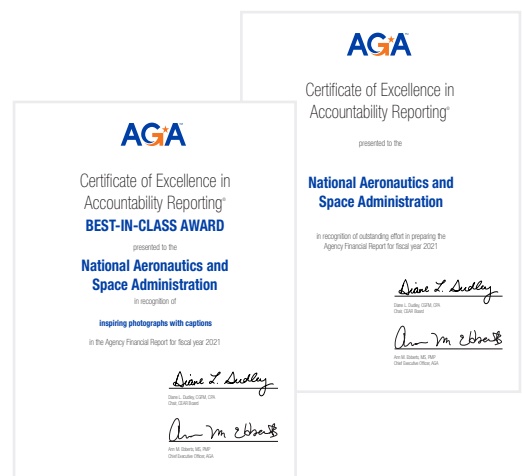 AGA
Certificate of Excellence in
Accountability Reporting®
presented to the
National Aeronautics and
Space Administration
in recognition of outstanding effort in preparing the
Agency Financial Report for fiscal year 2021
Diane L. Dudley
Diane L. Dudley, CGFM, CPA
Chair, CEAR Board
Ann M. Ebberts
Ann M. Ebberts, MS, PMP
Chief Executive Officer, AGA
AGA
Certificate of Excellence in
Accountability Reporting®
BEST-IN-CLASS AWARD
presented to the
National Aeronautics and
Space Administration
in recognition of
inspiring photographs with captions
in the Agency Financial Report for fiscal year 2021
Diane L. Dudley
Diane L. Dudley, CGFM, CPA
Chair, CEAR Board
Ann M. Ebberts
Ann M. Ebberts, MS, PMP
Chief Executive Officer, AGA